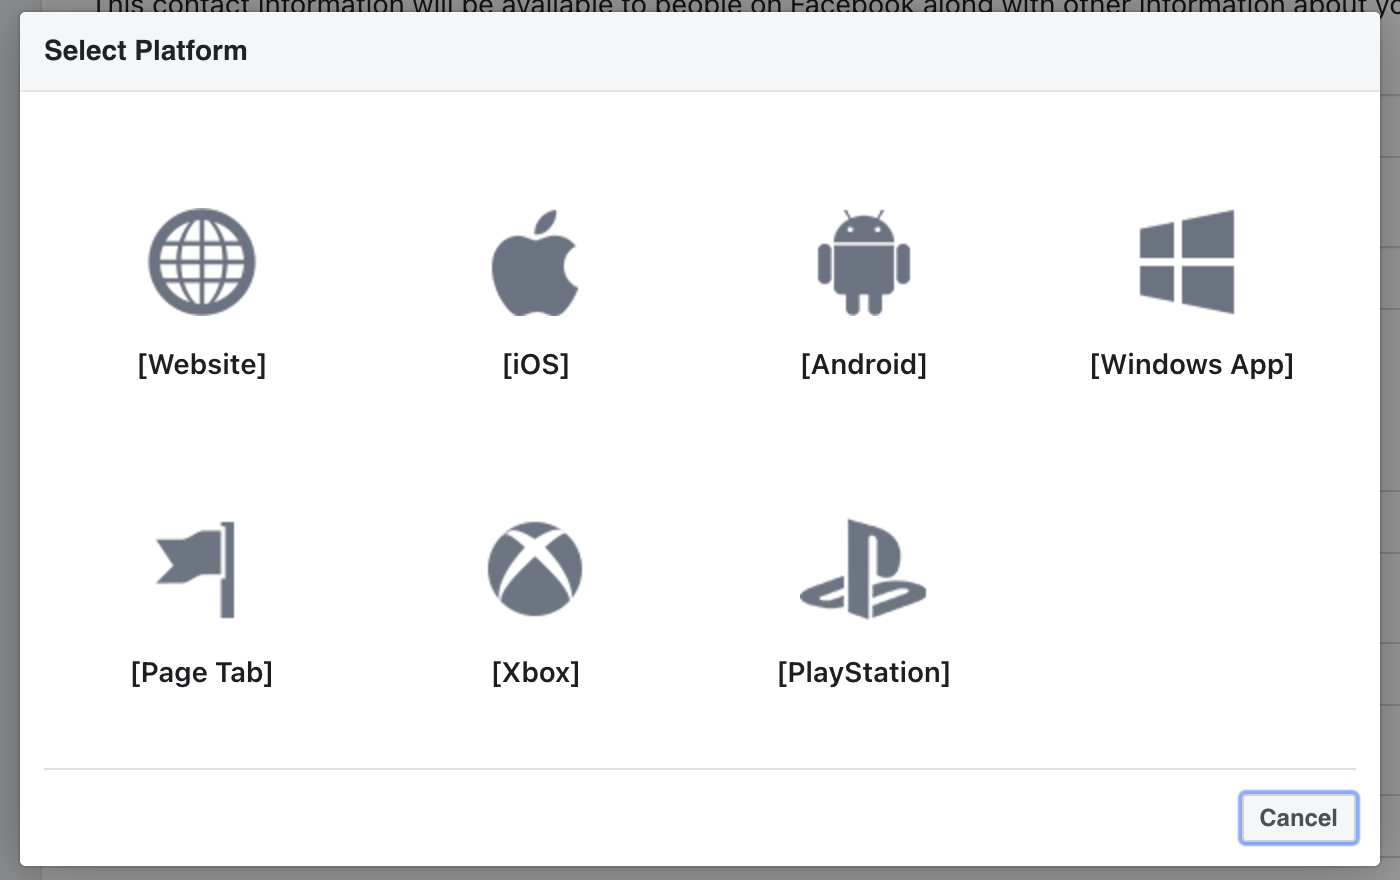 This contact information will be available to people on Facebook along with other information about yo
Select Platform
[Website] [iOS] [Android] [Windows App]
[Page Tab] [Xbox] [PlayStation]
Cancel